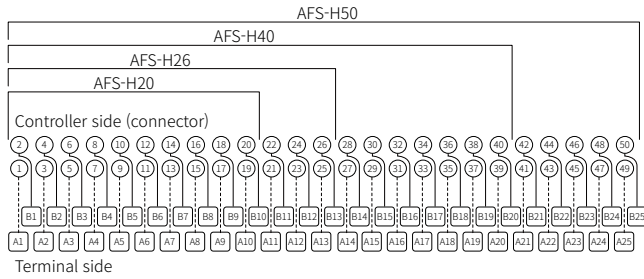 AFS-H50
AFS-H40
AFS-H26
AFS-H20
Controller side (connector)
2 4 6 8 10 12 14 16 18 20 22 24 26 28 30 32 34 36 38 40 42 44 46 48 50
1 3 5 7 9 11 13 15 17 19 21 23 25 27 29 31 33 35 37 39 41 43 45 47 49
B1 B2 B3 B4 B5 B6 B7 B8 B9 B10 B11 B12 B13 B14 B15 B16 B17 B18 B19 B20 B21 B22 B23 B24 B25
A1 A2 A3 A4 A5 A6 A7 A8 A9 A10 A11 A12 A13 A14 A15 A16 A17 A18 A19 A20 A21 A22 A23 A24 A25
Terminal side